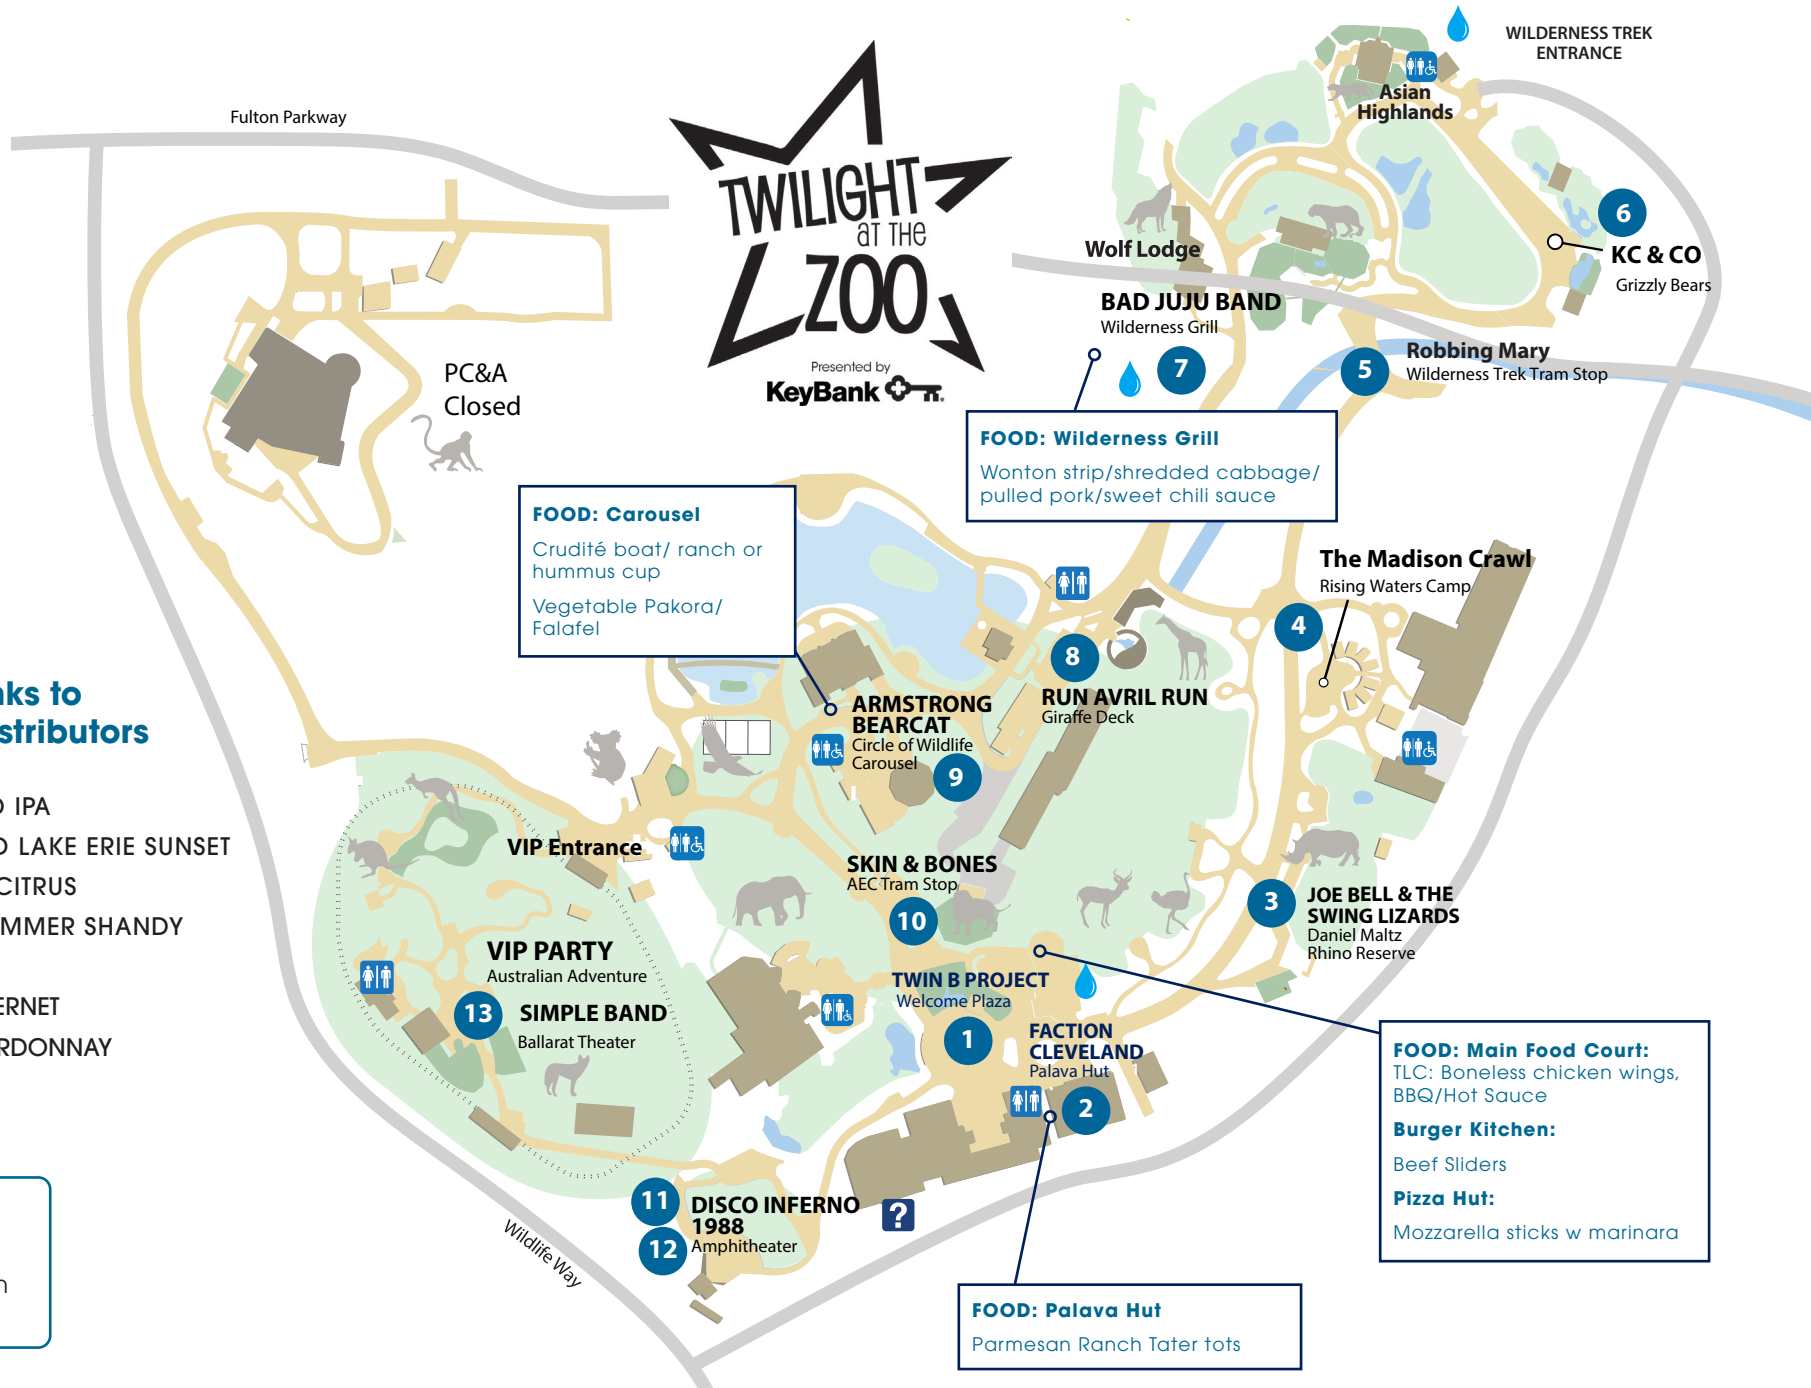 WILDERNESS TREK
ENTRANCE
Fulton Parkway
TWILIGHT
AT THE
ZOO
Presented by
KeyBank
Asian
Highlands
6
KC & CO
Grizzly Bears
Wolf Lodge
BAD JUJU BAND
Wilderness Grill
7
5
Robbing Mary
Wilderness Trek Tram Stop
PC&A
Closed
FOOD: Wilderness Grill
Wonton strip/shredded cabbage/
pulled pork/sweet chili sauce
FOOD: Carousel
Crudité boat/ ranch or
hummus cup
Vegetable Pakora/
Falafel
The Madison Crawl
Rising Waters Camp
4
8
RUN AVRIL RUN
Giraffe Deck
ARMSTRONG
BEARCAT
Circle of Wildlife
Carousel
9
nks to
stributors
O IPA
O LAKE ERIE SUNSET
CITRUS
MMER SHANDY
ERNET
RDONNAY
VIP Entrance
SKIN & BONES
AEC Tram Stop
10
3
JOE BELL & THE
SWING LIZARDS
Daniel Maltz
Rhino Reserve
VIP PARTY
Australian Adventure
13
SIMPLE BAND
Ballarat Theater
TWIN B PROJECT
Welcome Plaza
1
FACTION
CLEVELAND
Palava Hut
2
FOOD: Main Food Court:
TLC: Boneless chicken wings,
BBQ/Hot Sauce
Burger Kitchen:
Beef Sliders
Pizza Hut:
Mozzarella sticks w marinara
11
DISCO INFERNO
1988
12
Amphitheater
?
Wildlife Way
n
FOOD: Palava Hut
Parmesan Ranch Tater tots